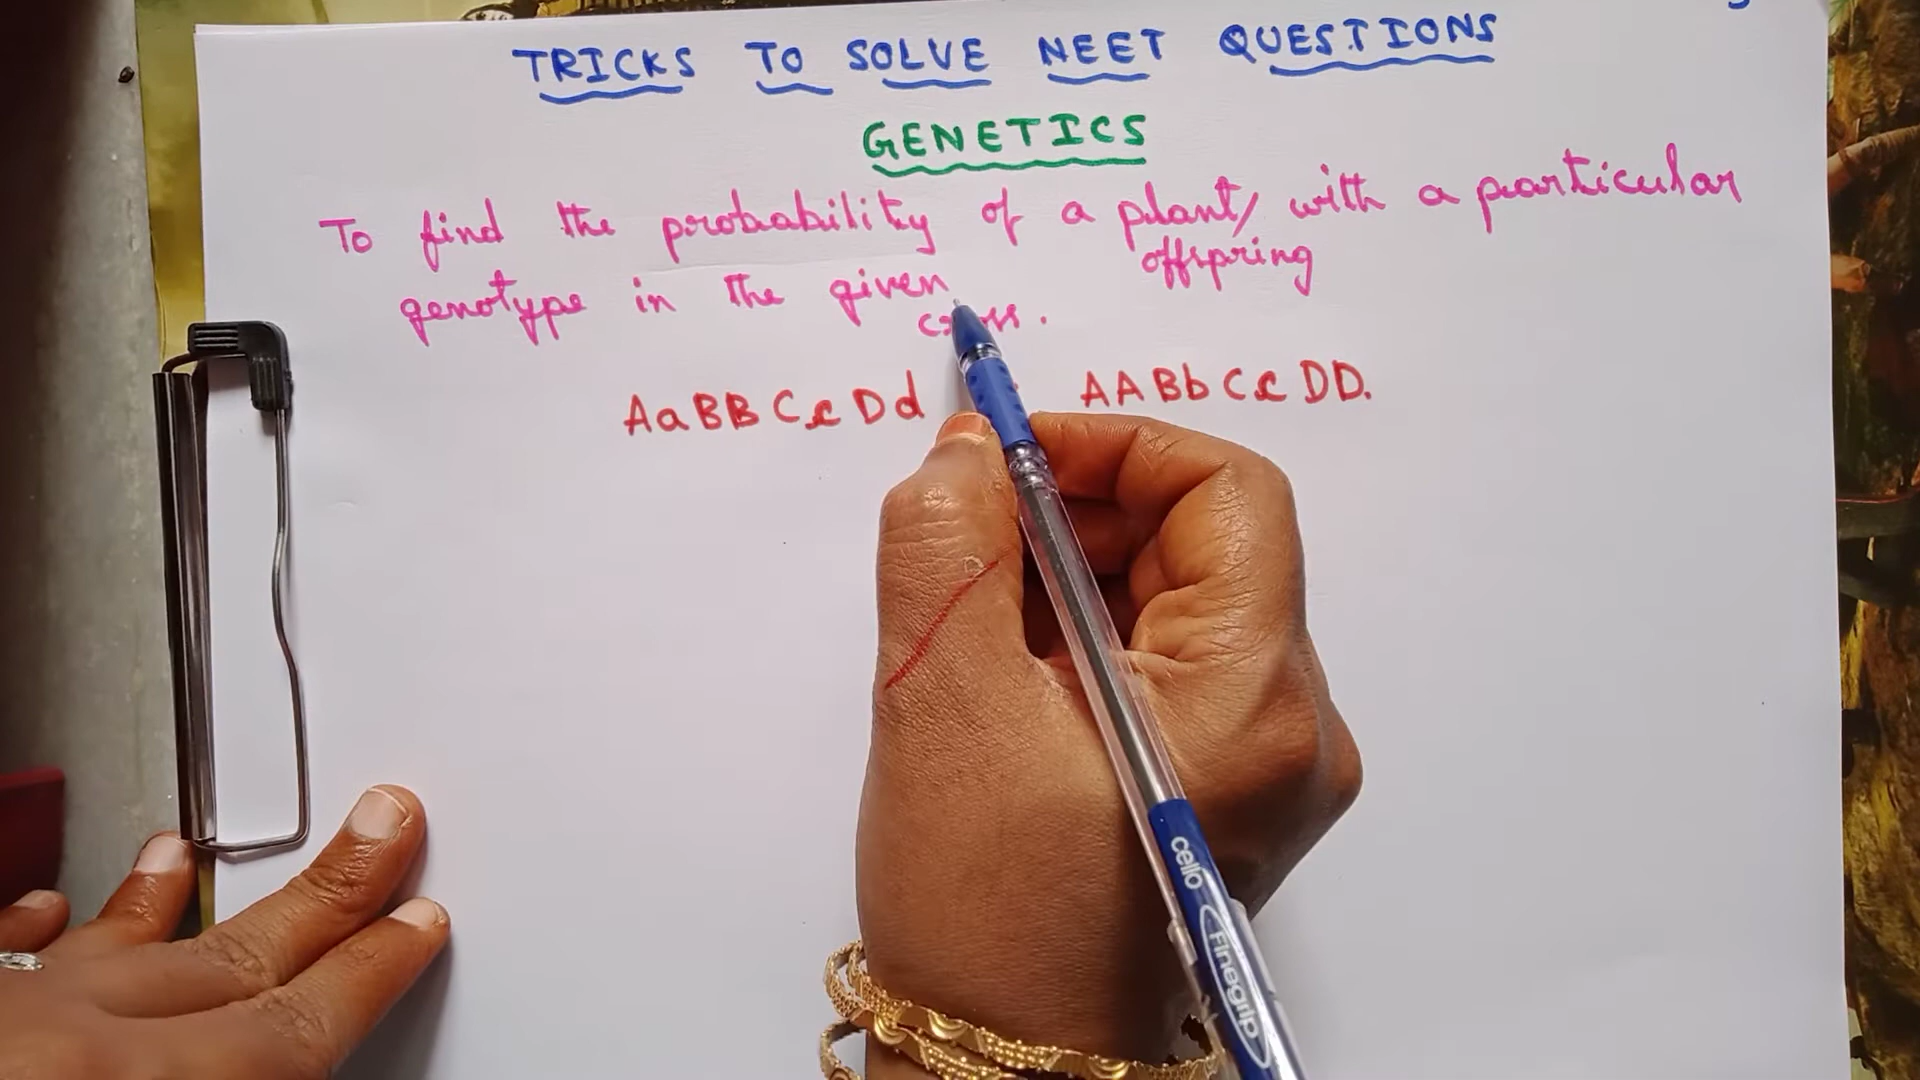 TRICKS TO SOLVE NEET QUESTIONS
GENETICS
To find the probability of a plant/ with a particular
offspring
genotype in the given
cross.
AaBBCcDd AABbCcDD.
cello
Finegrip